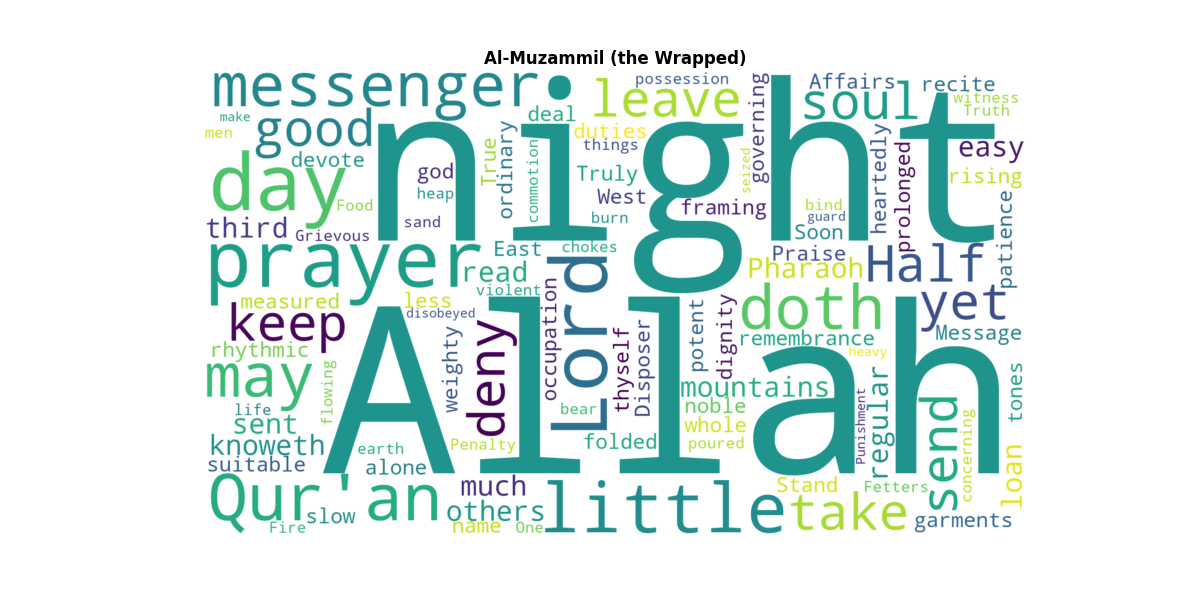 Al-Muzammil (the Wrapped)
messenger
possession
Affairs
recite
make
men
good
deal
leave
governing
soul
witness
Truth
duties
things
night
devote
day
Food
god
heap
sand
True
ordinary
commotion
Truly
West
burn
seized
framing
bind
guard
Soon
heartedly
prolonged
easy
rising
patience
third
Grievous
prayer
East
chokes
read
violent
Praise
Pharaoh
Half
yet
measured
less
disobeyed
keep
rhythmic
may
flowing
weighty
deny
occupation
Lord
thyself
Disposer
potent
dignity
doth
remembrance
heavy
Message
tones
mountains
noble
whole
poured
bear
folded
Allah
Punishment
regular
send
concerning
loan
life
sent
knoweth
suitable
earth
alone
Penalty
Qur'an
slow
Fire
much
others
name
One
little
Stand
take
Fetters
garments